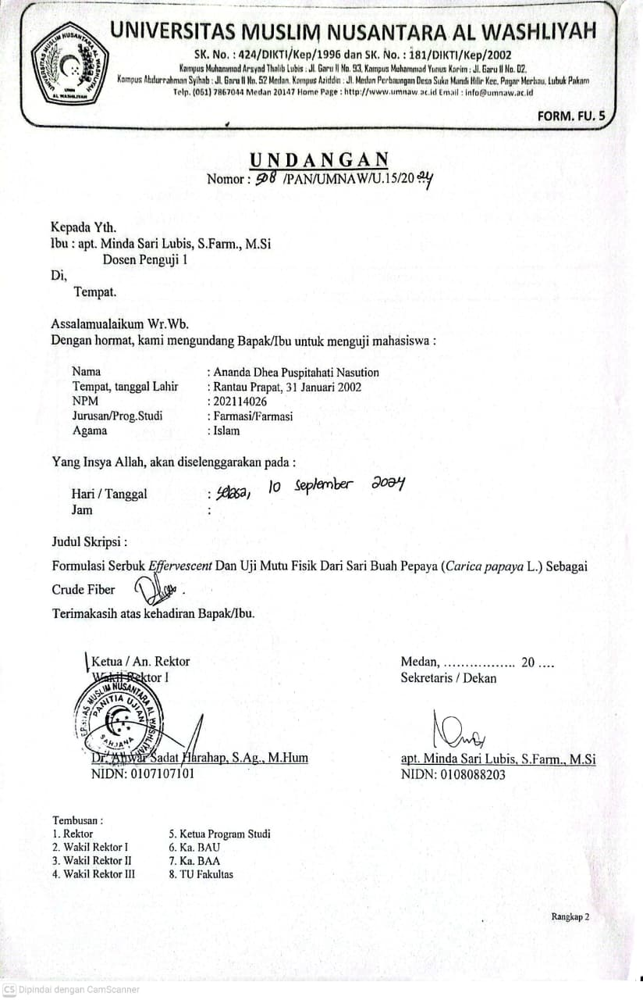 UNIVERSITAS MUSLIM NUSANTARA AL WASHLIYAH
SK. No. : 424/DIKTI/Kep/1996 dan SK. No. : 181/DIKTI/Kep/2002
Kampus Muhammad Arsyad Thalib Lubis : Jl. Garu II No. 93, Kampus Muhammad Yunus Karim : Jl. Garu II No. 02,
Kampus Abdurrahman Syihab : Jl. Garu II No. 52 Medan, Kampus Aziddin : Jl. Medan Perbaungan Desa Suka Mandi Hilir Kec. Pagar Merbau, Lubuk Pakam
Telp. (061) 7867044 Medan 20147 Home Page : http://www.umnaw.ac.id Email : info@umnaw.ac.id
UNIVERSITAS MUSLIM NUSANTARA AL WASHLIYAH
UMN
AL WASHLIYAH
FORM. FU. 5
UNDANGAN
Nomor : 508 /PAN/UMNAW/U.15/2024
Kepada Yth.
Ibu : apt. Minda Sari Lubis, S.Farm., M.Si
Dosen Penguji 1
Di,
Tempat.
Assalamualaikum Wr.Wb.
Dengan hormat, kami mengundang Bapak/Ibu untuk menguji mahasiswa :
Nama : Ananda Dhea Puspitahati Nasution
Tempat, tanggal Lahir : Rantau Prapat, 31 Januari 2002
NPM : 202114026
Jurusan/Prog.Studi : Farmasi/Farmasi
Agama : Islam
Yang Insya Allah, akan diselenggarakan pada :
Hari / Tanggal : Selasa, 10 September 2024
Jam :
Judul Skripsi :
Formulasi Serbuk Effervescent Dan Uji Mutu Fisik Dari Sari Buah Pepaya (Carica papaya L.) Sebagai
Crude Fiber .
Terimakasih atas kehadiran Bapak/Ibu.
Ketua / An. Rektor
Wakil Rektor I
PANITIA UJIAN
SARJANA
Dr. Anwar Sadat Harahap, S.Ag., M.Hum
NIDN: 0107107101
Medan, ................. 20 ....
Sekretaris / Dekan
apt. Minda Sari Lubis, S.Farm., M.Si
NIDN: 0108088203
Tembusan :
1. Rektor
2. Wakil Rektor I
3. Wakil Rektor II
4. Wakil Rektor III
5. Ketua Program Studi
6. Ka. BAU
7. Ka. BAA
8. TU Fakultas
Rangkap 2
CS Dipindai dengan CamScanner